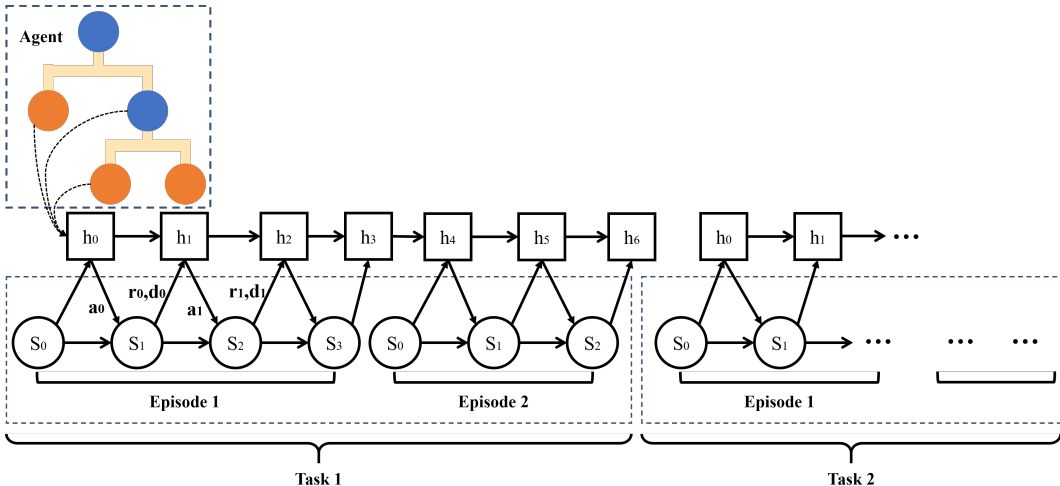 Agent
h0 h1 h2 h3 h4 h5 h6 h0 h1 ...
a0 r0,d0 a1 r1,d1
S0 S1 S2 S3 S0 S1 S2 S0 S1 ... ... ...
Episode 1 Episode 2 Episode 1
Task 1 Task 2